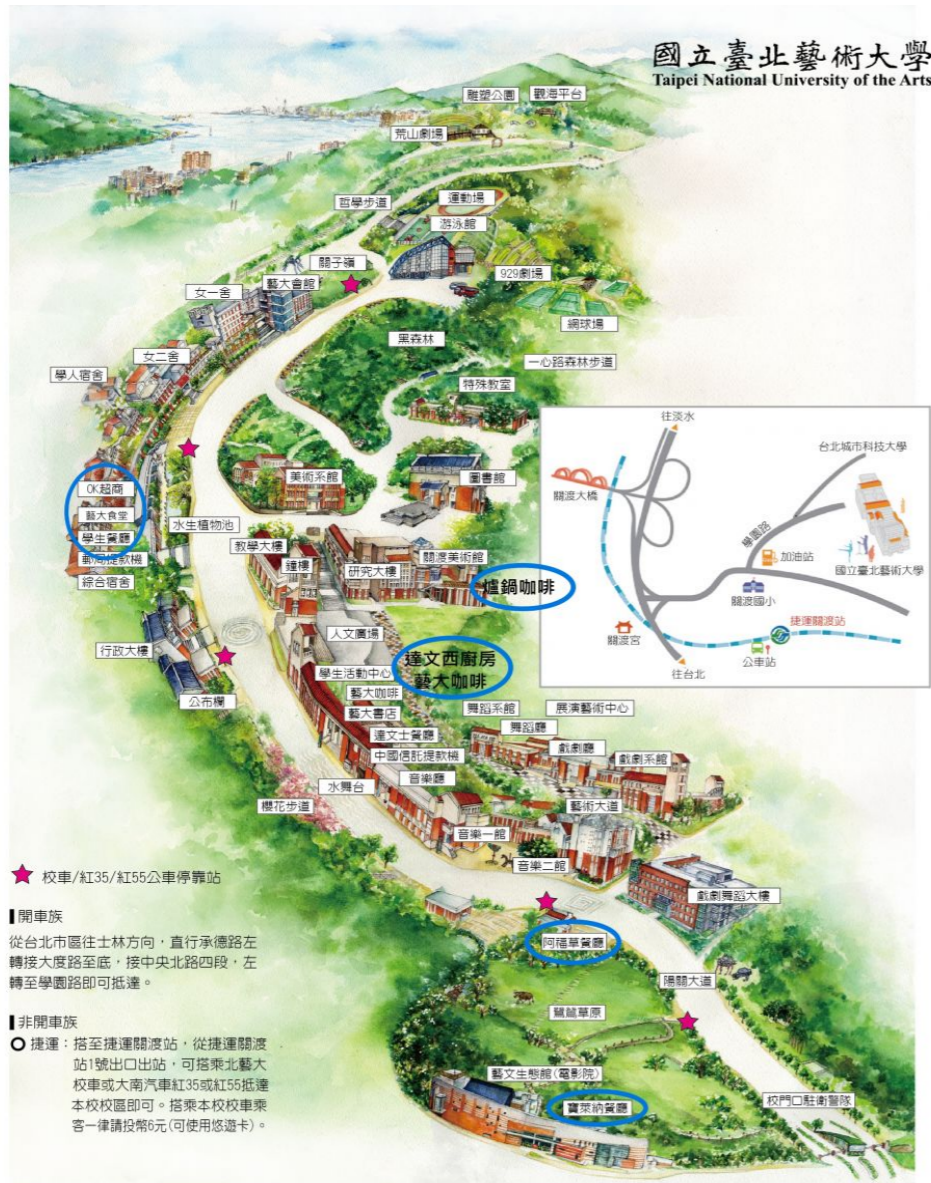 國立臺北藝術大學
Taipei National University of the Arts
雕塑公園
觀海平台
荒山劇場
哲學步道
運動場
游泳館
關子嶺
929劇場
藝大會館
女一舍
網球場
黑森林
女二舍
一心路森林步道
學人宿舍
特殊教室
往淡水
台北城市科技大學
關渡大橋
學園路
加油站
國立臺北藝術大學
關渡國小
捷運關渡站
關渡宮
公車站
往台北
美術系館
圖書館
OK超商
藝大食堂
學生餐廳
郵局提款機
綜合宿舍
水生植物池
教學大樓
鐘樓
研究大樓
關渡美術館
爐鍋咖啡
人文廣場
行政大樓
達文西廚房
藝大咖啡
學生活動中心
公布欄
藝大咖啡
藝大書店
舞蹈系館
展演藝術中心
舞蹈廳
達文士餐廳
戲劇廳
中國信託提款機
戲劇系館
音樂廳
水舞台
櫻花步道
藝術大道
音樂一館
音樂二館
戲劇舞蹈大樓
校車/紅35/紅55公車停靠站
開車族
從台北市區往士林方向，直行承德路左
轉接大度路至底，接中央北路四段，左
轉至學園路即可抵達。
非開車族
捷運：搭至捷運關渡站，從捷運關渡
站1號出口出站，可搭乘北藝大
校車或大南汽車紅35或紅55抵達
本校校區即可。搭乘本校校車乘
客一律請投幣6元(可使用悠遊卡)。
阿福草餐廳
陽關大道
鷺鷥草原
藝文生態館(電影院)
寶萊納餐廳
校門口駐衛警隊